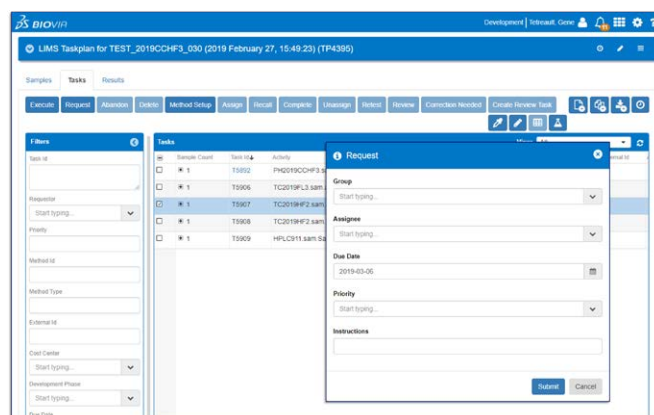 BIOVIA
Development | Tetreault, Gene
LIMS Taskplan for TEST_2019CCHF3_030 (2019 February 27, 15:49:23) (TP4395)
Samples Tasks Results
Execute Request Abandon Delete Method Setup Assign Recall Complete Unassign Retest Review Correction Needed Create Review Task
Filters
Tasks
Task Id
Sample Count Task Id Activity
1 T5892 PH2019CCHF3.s
1 T5906 TC2019FL3.sam.
1 T5907 TC2019HF2.sam.
1 T5908 TC2019HF2.sam.
1 T5909 HPLC911.sam.Sa
Requestor
Start typing...
Priority
Method Id
Method Type
External Id
Cost Center
Start typing...
Development Phase
Start typing...
Due Date
Request
Group
Start typing...
Assignee
Start typing...
Due Date
2019-03-06
Priority
Start typing...
Instructions
Submit Cancel